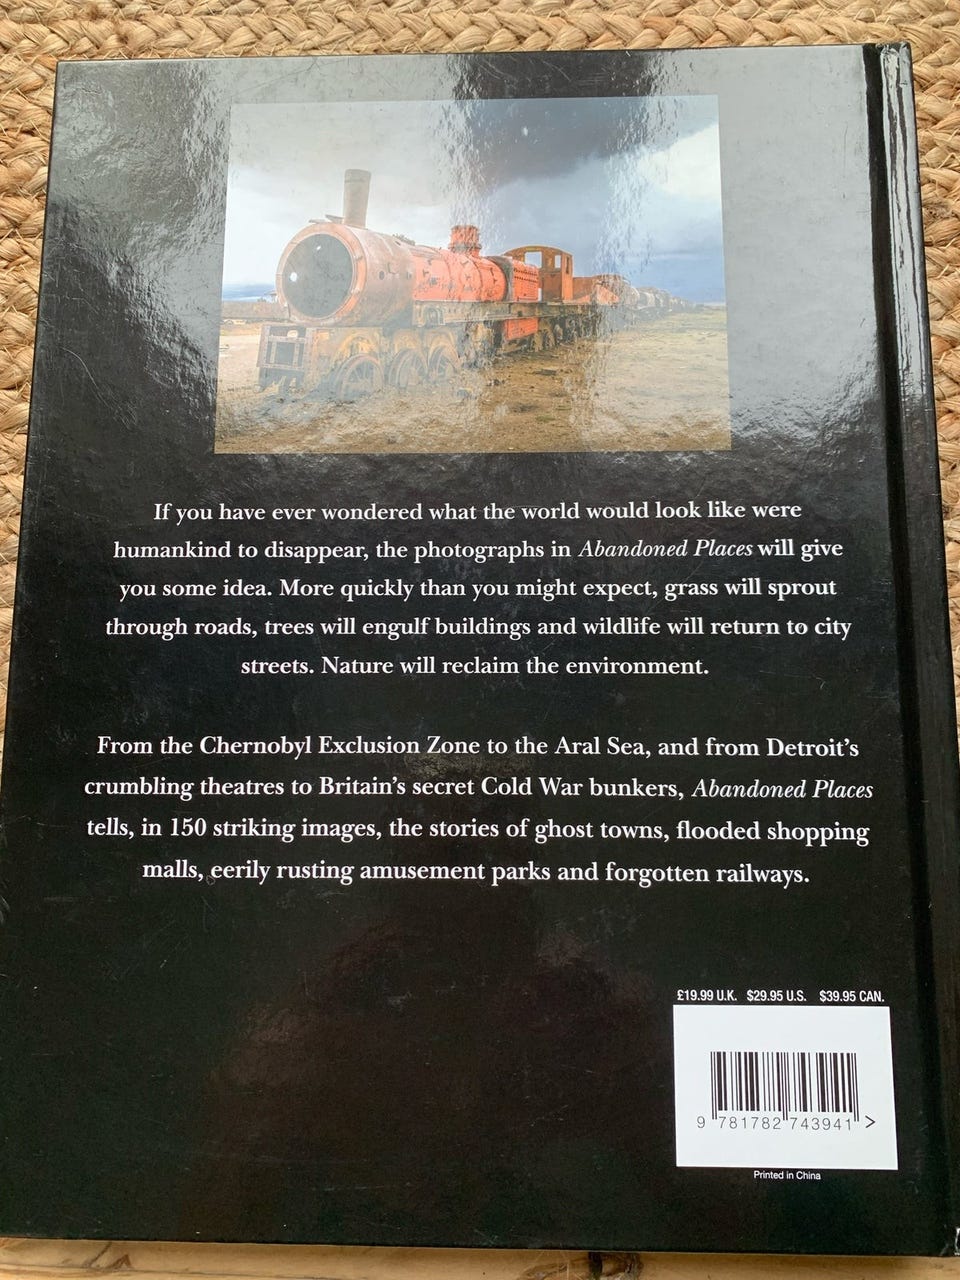 If you have ever wondered what the world would look like were
humankind to disappear, the photographs in Abandoned Places will give
you some idea. More quickly than you might expect, grass will sprout
through roads, trees will engulf buildings and wildlife will return to city
streets. Nature will reclaim the environment.
From the Chernobyl Exclusion Zone to the Aral Sea, and from Detroit’s
crumbling theatres to Britain’s secret Cold War bunkers, Abandoned Places
tells, in 150 striking images, the stories of ghost towns, flooded shopping
malls, eerily rusting amusement parks and forgotten railways.
£19.99 U.K. $29.95 U.S. $39.95 CAN.
9 781782 743941 >
Printed in China